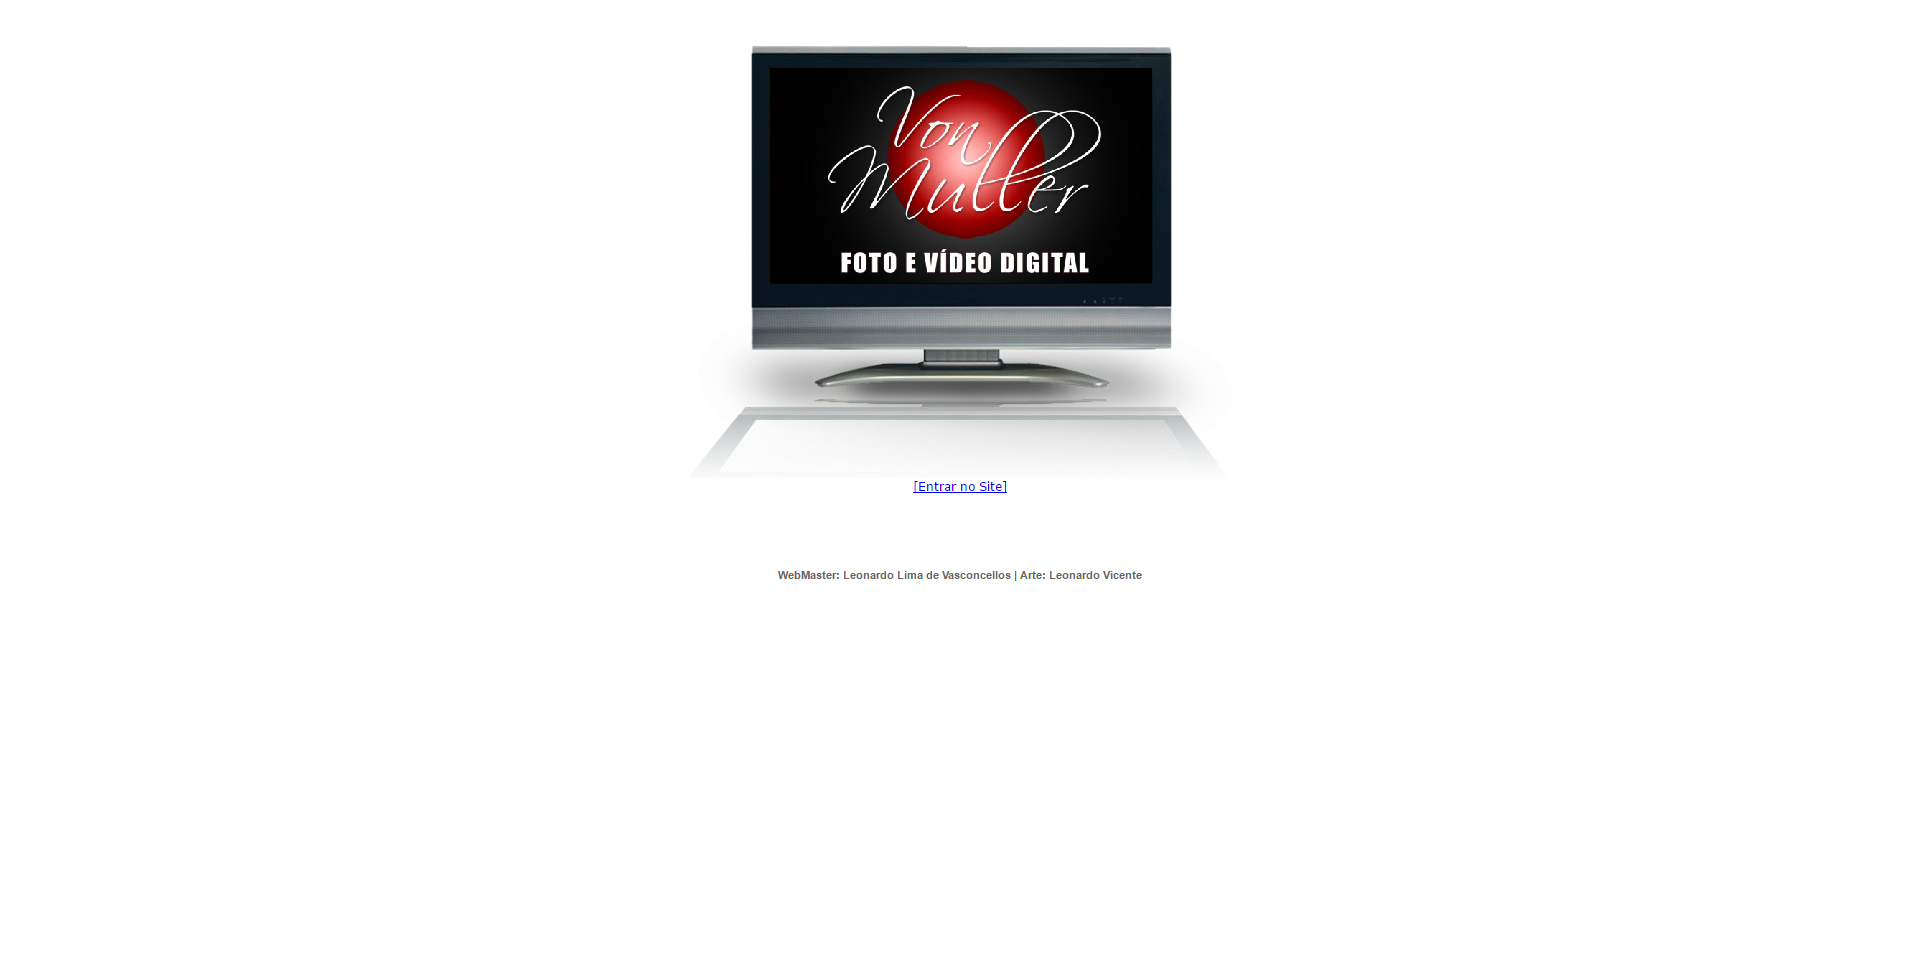 Von
Muller
FOTO E VÍDEO DIGITAL
[Entrar no Site]
WebMaster: Leonardo Lima de Vasconcellos | Arte: Leonardo Vicente